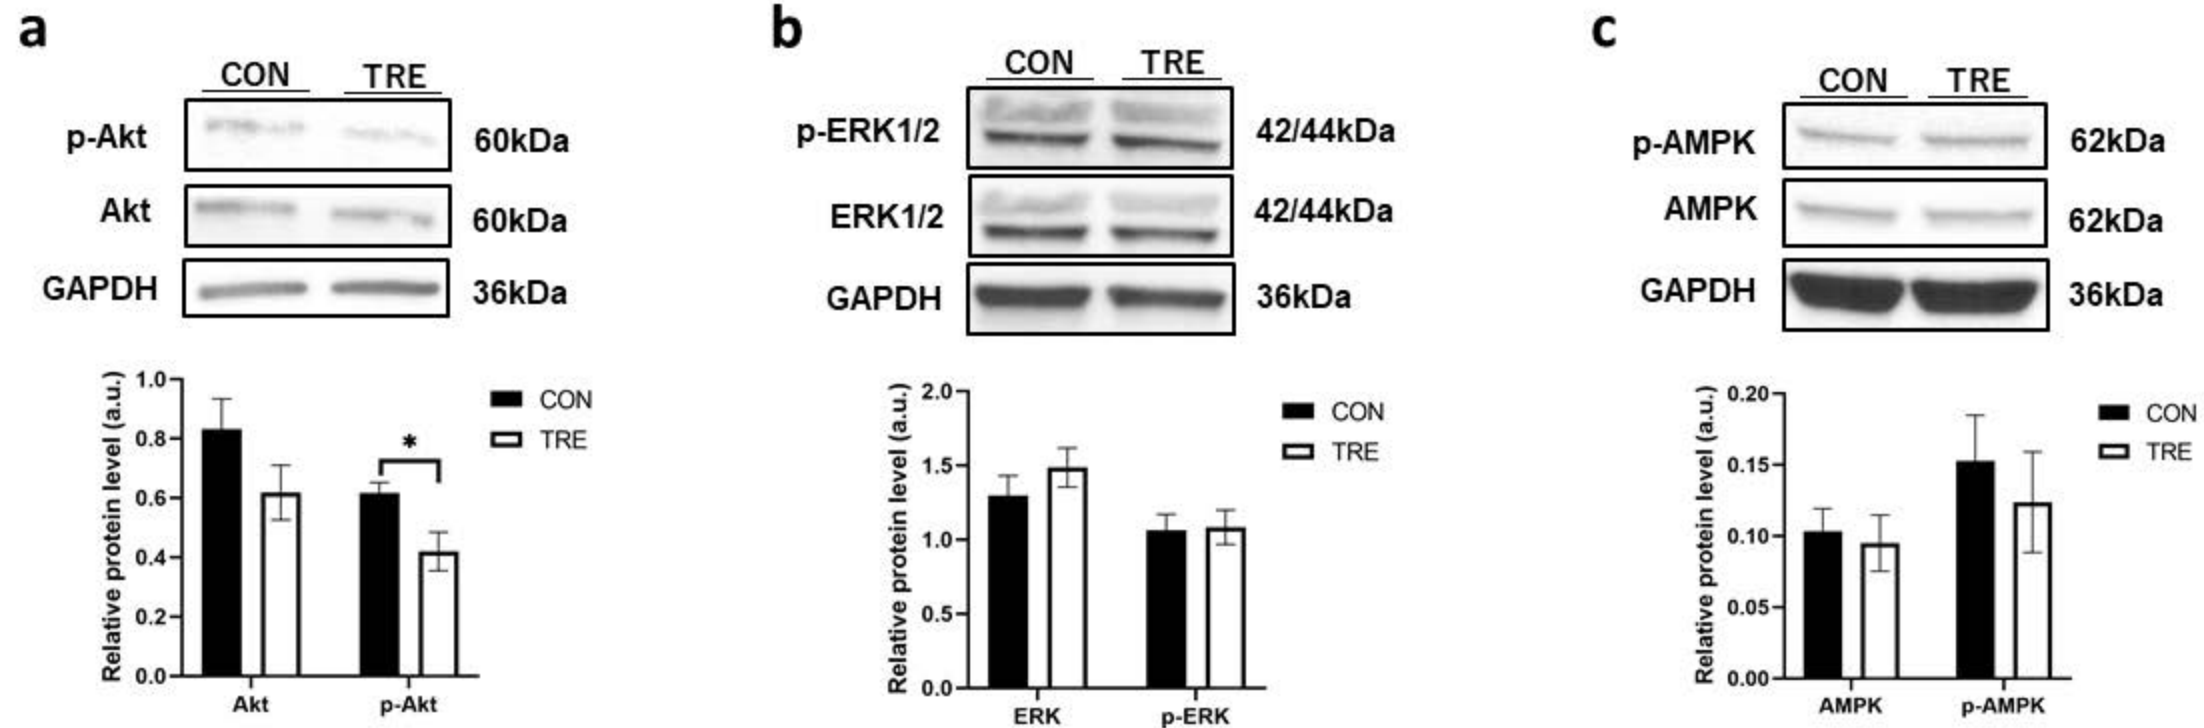 a
CON TRE
p-Akt 60kDa
Akt 60kDa
GAPDH 36kDa
Relative protein level (a.u.)
1.0
0.8
0.6
0.4
0.2
0.0
*
Akt p-Akt
CON
TRE
b
CON TRE
p-ERK1/2 42/44kDa
ERK1/2 42/44kDa
GAPDH 36kDa
Relative protein level (a.u.)
2.0
1.5
1.0
0.5
0.0
ERK p-ERK
CON
TRE
c
CON TRE
p-AMPK 62kDa
AMPK 62kDa
GAPDH 36kDa
Relative protein level (a.u.)
0.20
0.15
0.10
0.05
0.00
AMPK p-AMPK
CON
TRE